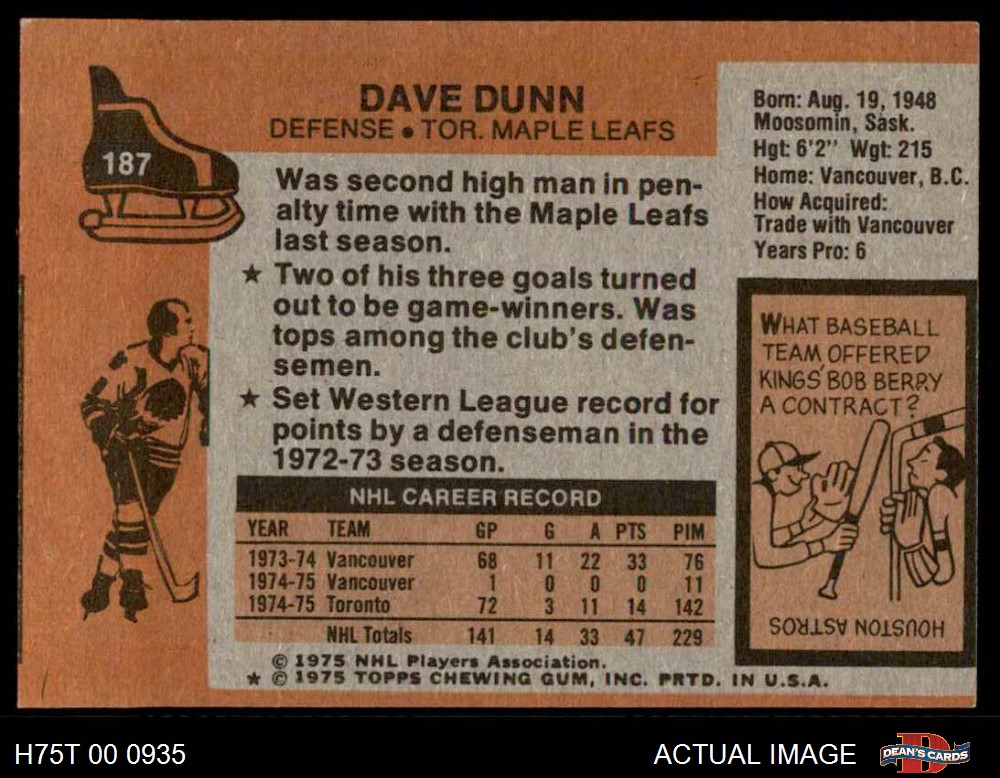 187
DAVE DUNN
DEFENSE • TOR. MAPLE LEAFS
Was second high man in pen-
alty time with the Maple Leafs
last season.
★ Two of his three goals turned
out to be game-winners. Was
tops among the club's defen-
semen.
★ Set Western League record for
points by a defenseman in the
1972-73 season.
NHL CAREER RECORD
YEAR TEAM GP G A PTS PIM
1973-74 Vancouver 68 11 22 33 76
1974-75 Vancouver 1 0 0 0 11
1974-75 Toronto 72 3 11 14 142
NHL Totals 141 14 33 47 229
© 1975 NHL Players Association.
★ © 1975 TOPPS CHEWING GUM, INC. PRTD. IN U.S.A.
Born: Aug. 19, 1948
Moosomin, Sask.
Hgt: 6'2" Wgt: 215
Home: Vancouver, B.C.
How Acquired:
Trade with Vancouver
Years Pro: 6
WHAT BASEBALL
TEAM OFFERED
KINGS' BOB BERRY
A CONTRACT?
HOUSTON ASTROS
H75T 00 0935
ACTUAL IMAGE
D
DEAN'S CARDS